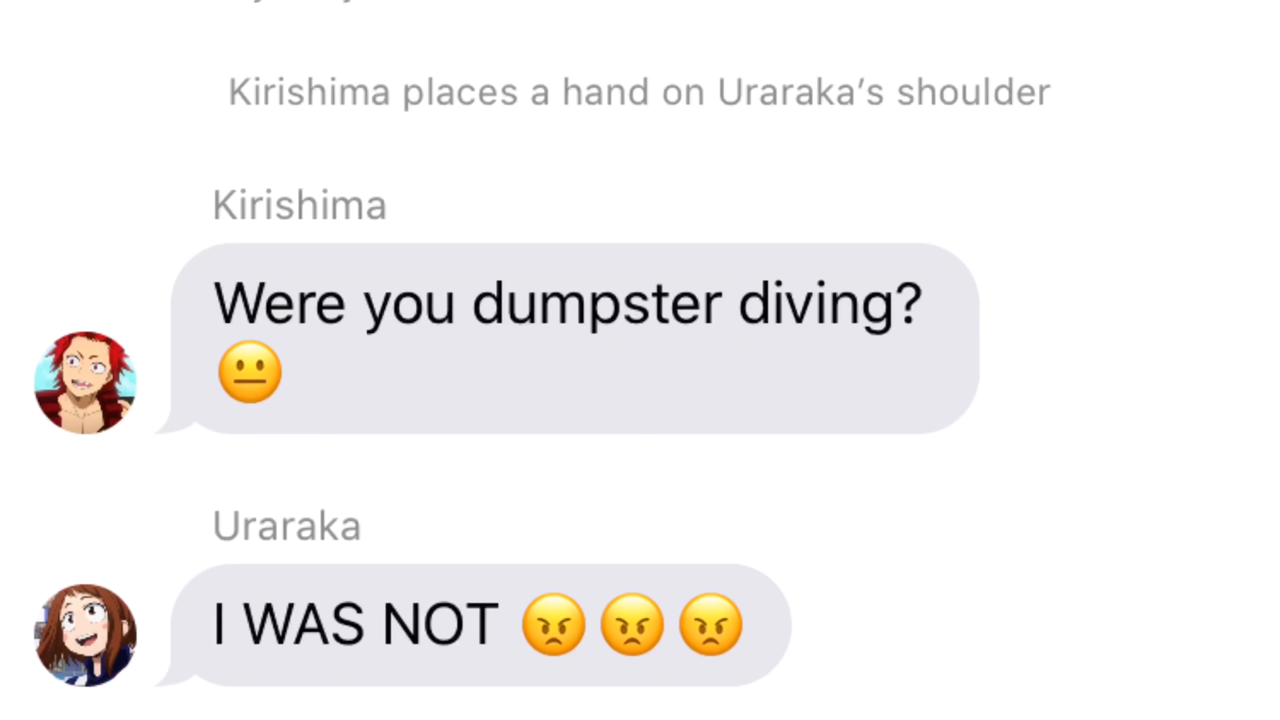 Kirishima places a hand on Uraraka’s shoulder
Kirishima
Were you dumpster diving?
😐
Uraraka
I WAS NOT 😠😠😠